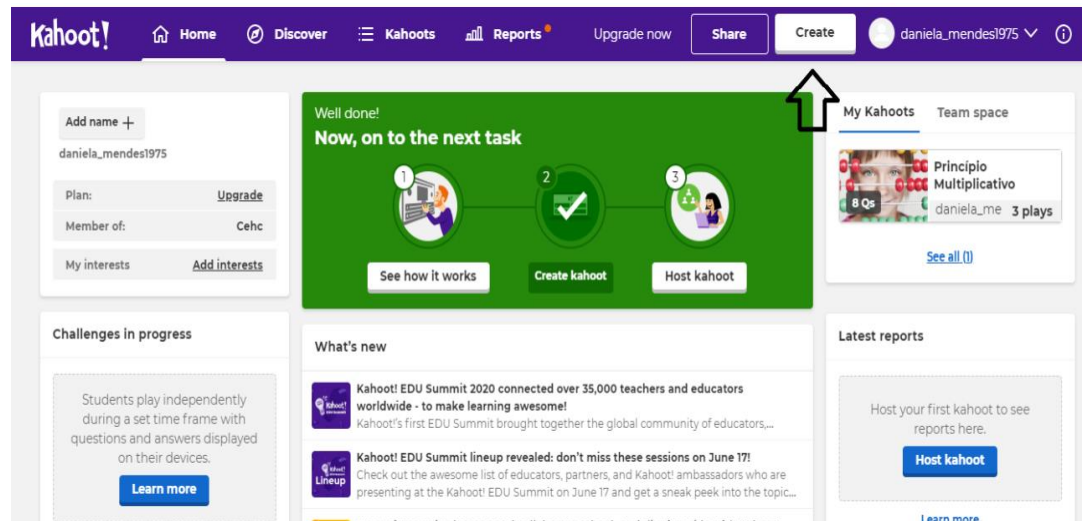 Kahoot!
Home
Discover
Kahoots
Reports
Upgrade now
Share
Create
daniela_mendes1975
Add name +
daniela_mendes1975
Plan: Upgrade
Member of: Cehc
My interests Add interests
Challenges in progress
Students play independently
during a set time frame with
questions and answers displayed
on their devices.
Learn more
Well done!
Now, on to the next task
1
2
3
See how it works
Create kahoot
Host kahoot
What's new
Kahoot! EDU Summit 2020 connected over 35,000 teachers and educators
worldwide - to make learning awesome!
Kahoot!'s first EDU Summit brought together the global community of educators,...
Kahoot!
Lineup
Kahoot! EDU Summit lineup revealed: don't miss these sessions on June 17!
Check out the awesome list of educators, partners, and Kahoot! ambassadors who are
presenting at the Kahoot! EDU Summit on June 17 and get a sneak peek into the topic...
My Kahoots
Team space
8 Qs
Princípio
Multiplicativo
daniela_me 3 plays
See all (1)
Latest reports
Host your first kahoot to see
reports here.
Host kahoot
Learn more